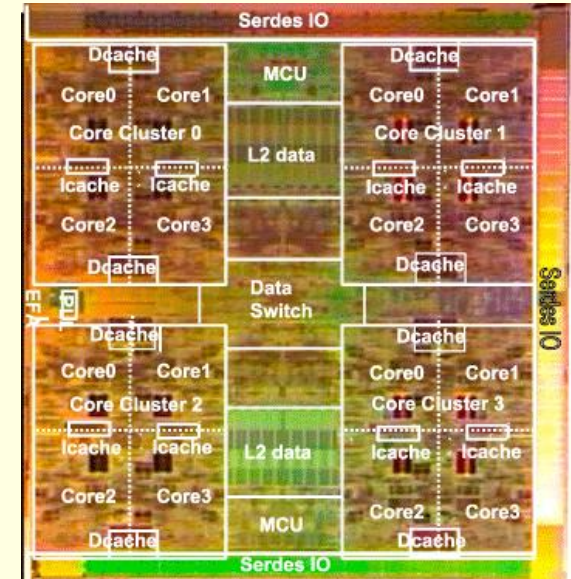 Serdes IO
Dcache
MCU
Dcache
Core0 Core1
Core0 Core1
Core Cluster 0
L2 data
Core Cluster 1
Icache Icache
Icache Icache
Core2 Core3
Core2 Core3
Dcache
Dcache
Data
Switch
EFA
Serdes IO
Dcache
Dcache
Core0 Core1
Core0 Core1
Core Cluster 2
Core Cluster 3
Icache Icache
L2 data
Icache Icache
Core2 Core3
Core2 Core3
MCU
Dcache
Dcache
Serdes IO